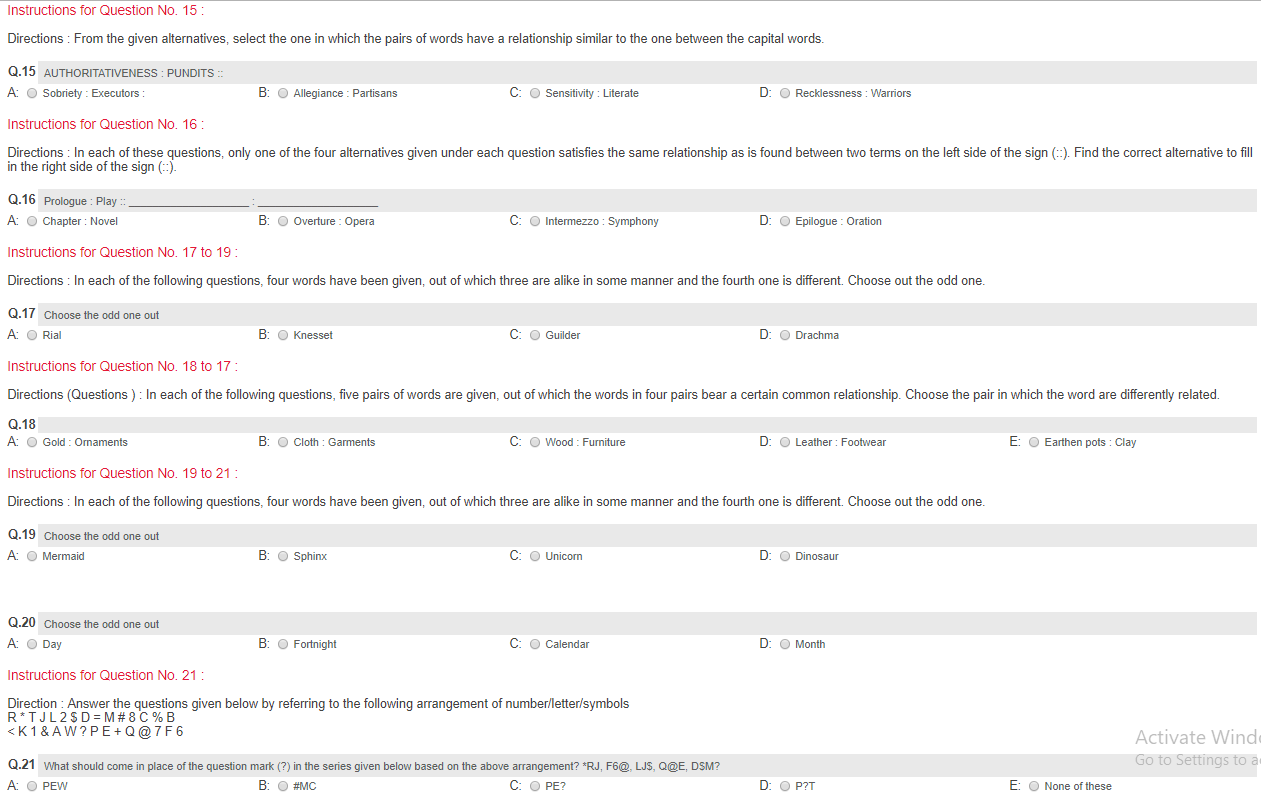 Instructions for Question No. 15 :
Directions : From the given alternatives, select the one in which the pairs of words have a relationship similar to the one between the capital words.
Q.15 AUTHORITATIVENESS : PUNDITS ::
A: Sobriety : Executors : B: Allegiance : Partisans C: Sensitivity : Literate D: Recklessness : Warriors
Instructions for Question No. 16 :
Directions : In each of these questions, only one of the four alternatives given under each question satisfies the same relationship as is found between two terms on the left side of the sign (::). Find the correct alternative to fill
in the right side of the sign (::).
Q.16 Prologue : Play :: ____________________ : ____________________
A: Chapter : Novel B: Overture : Opera C: Intermezzo : Symphony D: Epilogue : Oration
Instructions for Question No. 17 to 19 :
Directions : In each of the following questions, four words have been given, out of which three are alike in some manner and the fourth one is different. Choose out the odd one.
Q.17 Choose the odd one out
A: Rial B: Knesset C: Guilder D: Drachma
Instructions for Question No. 18 to 17 :
Directions (Questions ) : In each of the following questions, five pairs of words are given, out of which the words in four pairs bear a certain common relationship. Choose the pair in which the word are differently related.
Q.18
A: Gold : Ornaments B: Cloth : Garments C: Wood : Furniture D: Leather : Footwear E: Earthen pots : Clay
Instructions for Question No. 19 to 21 :
Directions : In each of the following questions, four words have been given, out of which three are alike in some manner and the fourth one is different. Choose out the odd one.
Q.19 Choose the odd one out
A: Mermaid B: Sphinx C: Unicorn D: Dinosaur
Q.20 Choose the odd one out
A: Day B: Fortnight C: Calendar D: Month
Instructions for Question No. 21 :
Direction : Answer the questions given below by referring to the following arrangement of number/letter/symbols
R * T J L 2 $ D = M # 8 C % B
< K 1 & A W ? P E + Q @ 7 F 6
Activate Wind
Go to Settings to a
Q.21 What should come in place of the question mark (?) in the series given below based on the above arrangement? *RJ, F6@, LJ$, Q@E, D$M?
A: PEW B: #MC C: PE? D: P?T E: None of these